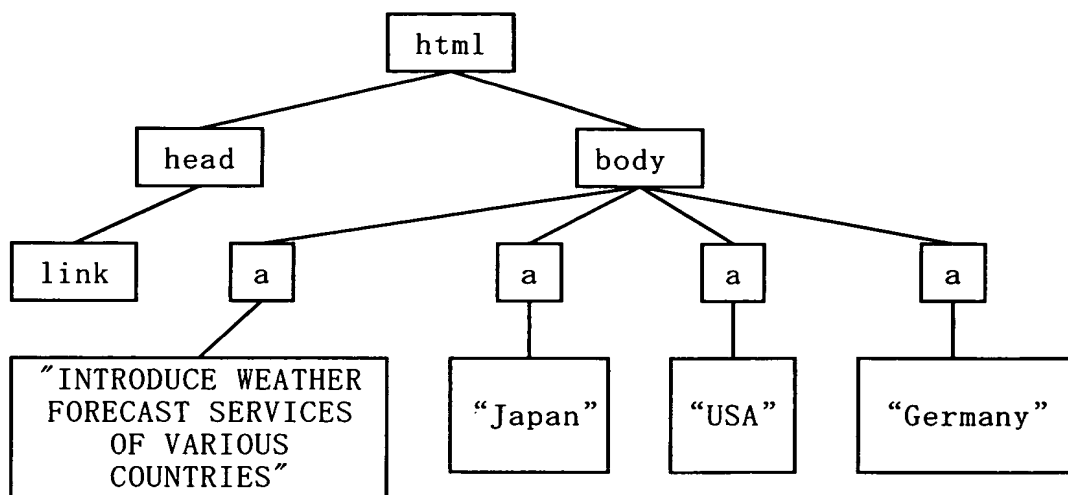 html
head
body
link
a
a
a
a
"INTRODUCE WEATHER
FORECAST SERVICES
OF VARIOUS
COUNTRIES"
“Japan”
“USA”
“Germany”